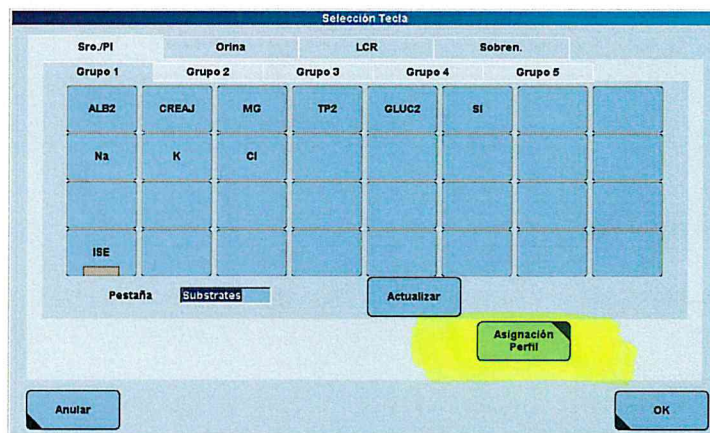 Selección Tecla
Sro./Pl Orina LCR Sobren.
Grupo 1 Grupo 2 Grupo 3 Grupo 4 Grupo 5
ALB2 CREAJ MG TP2 GLUC2 SI
Na K Cl
ISE
Pestaña Substrates Actualizar
Asignación
Perfil
Anular OK